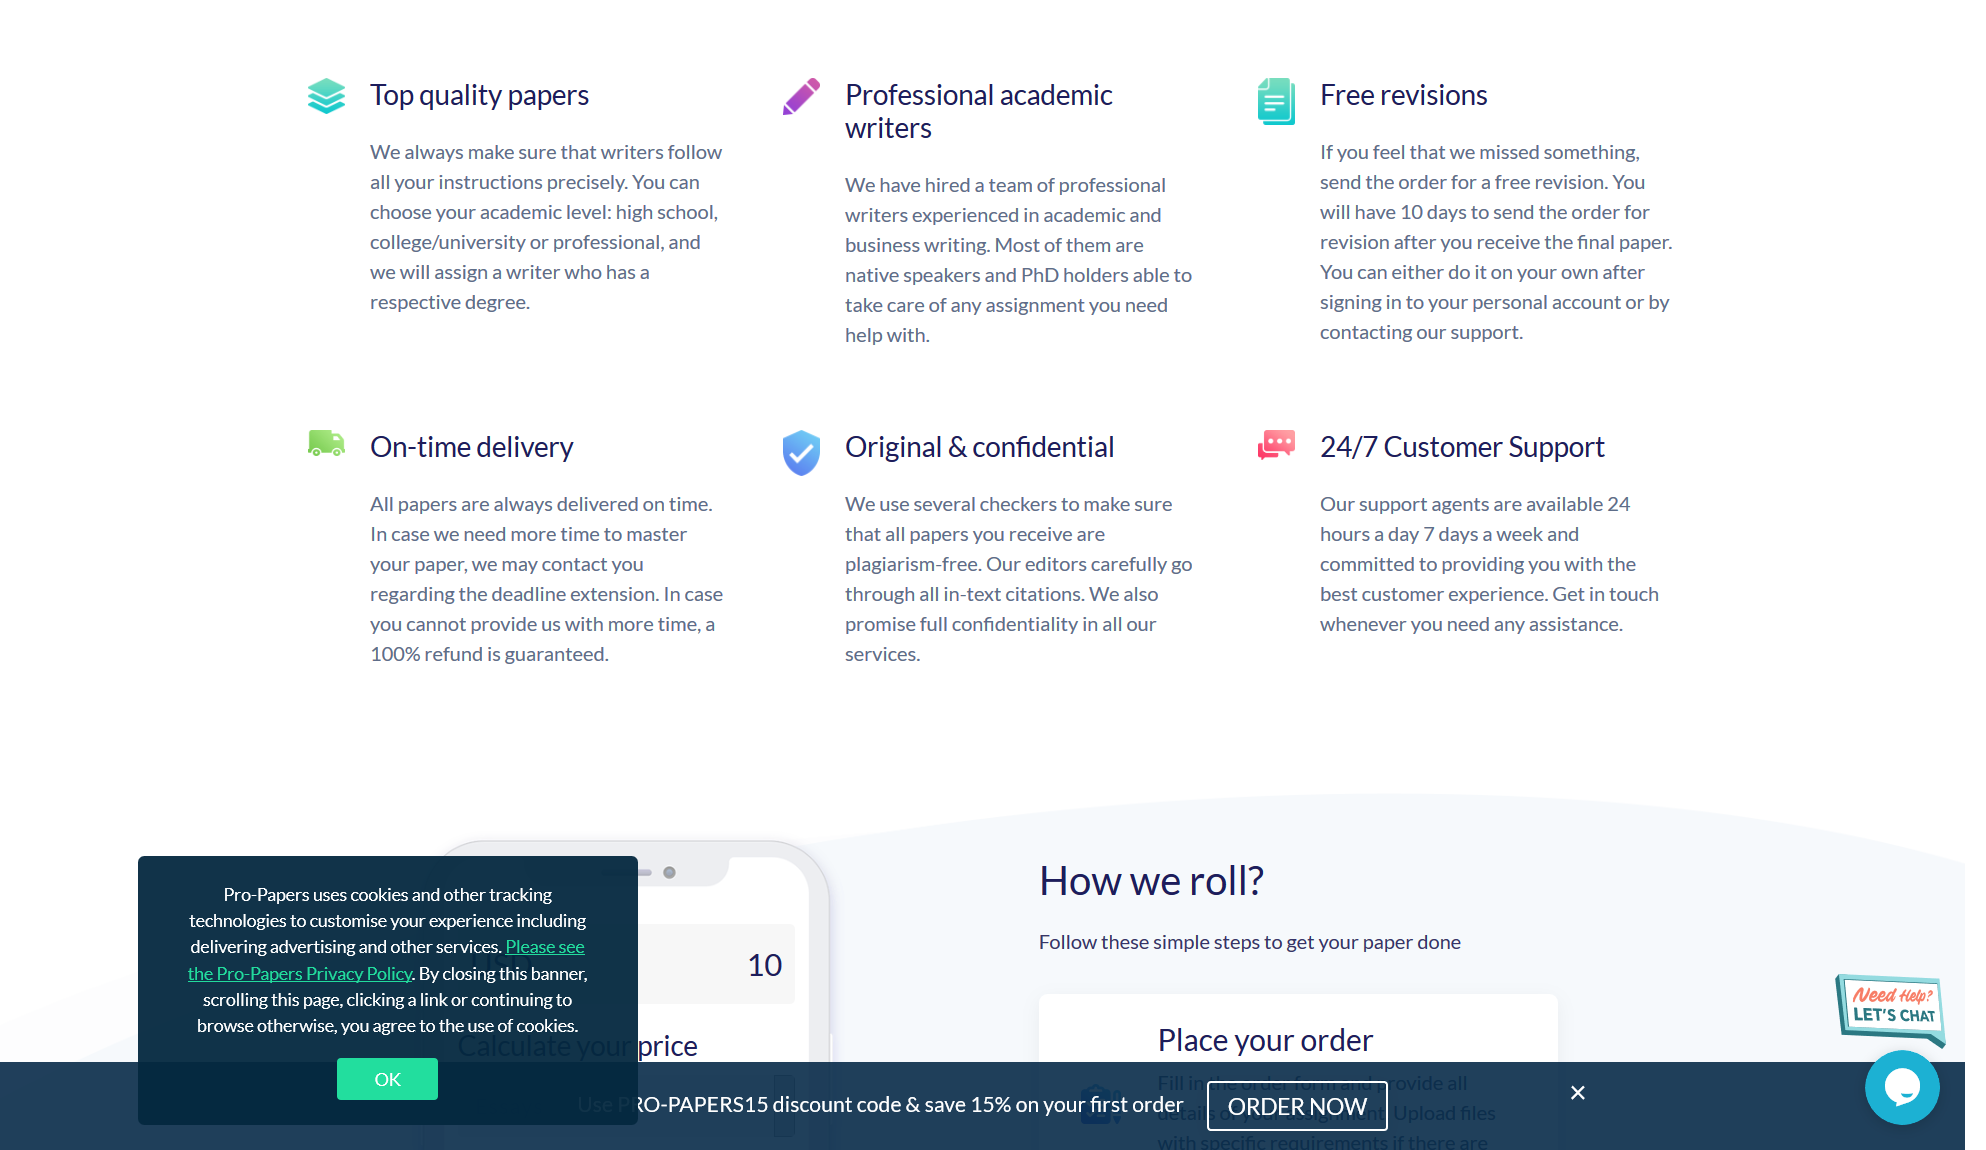 Top quality papers
We always make sure that writers follow
all your instructions precisely. You can
choose your academic level: high school,
college/university or professional, and
we will assign a writer who has a
respective degree.
Professional academic
writers
We have hired a team of professional
writers experienced in academic and
business writing. Most of them are
native speakers and PhD holders able to
take care of any assignment you need
help with.
Free revisions
If you feel that we missed something,
send the order for a free revision. You
will have 10 days to send the order for
revision after you receive the final paper.
You can either do it on your own after
signing in to your personal account or by
contacting our support.
On-time delivery
All papers are always delivered on time.
In case we need more time to master
your paper, we may contact you
regarding the deadline extension. In case
you cannot provide us with more time, a
100% refund is guaranteed.
Original & confidential
We use several checkers to make sure
that all papers you receive are
plagiarism-free. Our editors carefully go
through all in-text citations. We also
promise full confidentiality in all our
services.
24/7 Customer Support
Our support agents are available 24
hours a day 7 days a week and
committed to providing you with the
best customer experience. Get in touch
whenever you need any assistance.
Pro-Papers uses cookies and other tracking
technologies to customise your experience including
delivering advertising and other services. Please see
the Pro-Papers Privacy Policy. By closing this banner,
scrolling this page, clicking a link or continuing to
browse otherwise, you agree to the use of cookies.
OK
10
Calculate your price
How we roll?
Follow these simple steps to get your paper done
Place your order
Fill in the order form and provide all
details of your assignment. Upload files
with specific requirements if there are
Use PRO-PAPERS15 discount code & save 15% on your first order
ORDER NOW
Need Help?
LET'S CHAT